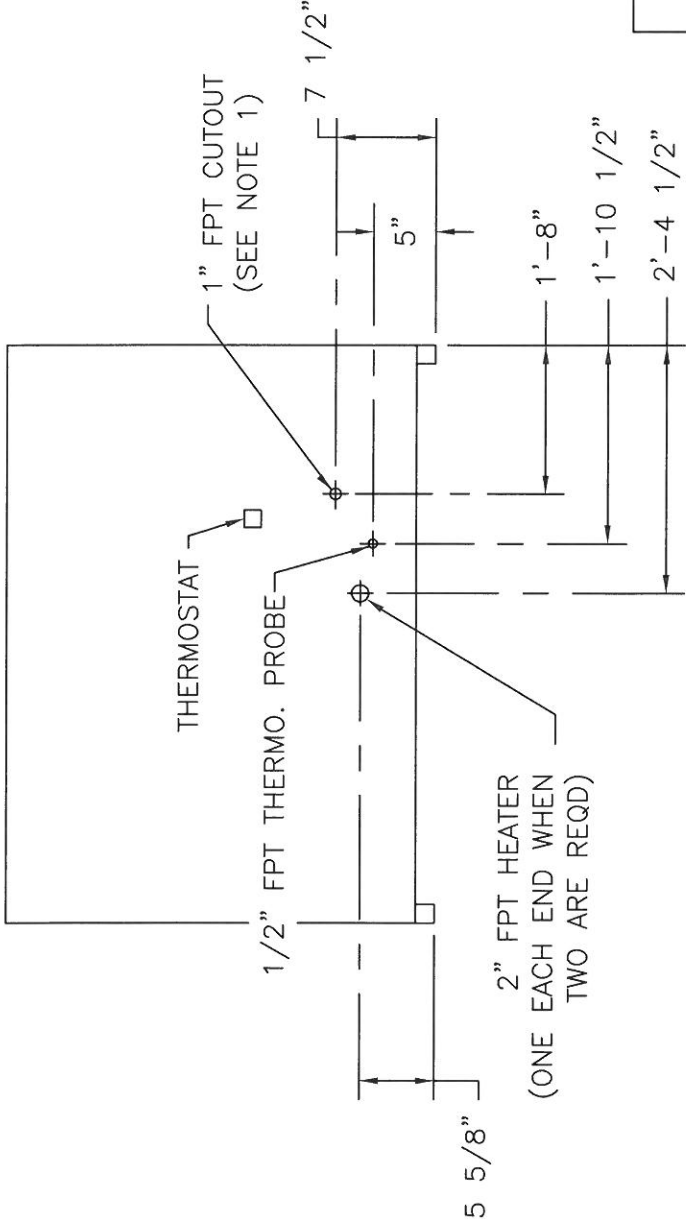 1" FPT CUTOUT
(SEE NOTE 1)
7 1/2"
THERMOSTAT
5"
1/2" FPT THERMO. PROBE
1'-8"
1'-10 1/2"
2'-4 1/2"
2" FPT HEATER
(ONE EACH END WHEN
TWO ARE REQD)
5 5/8"